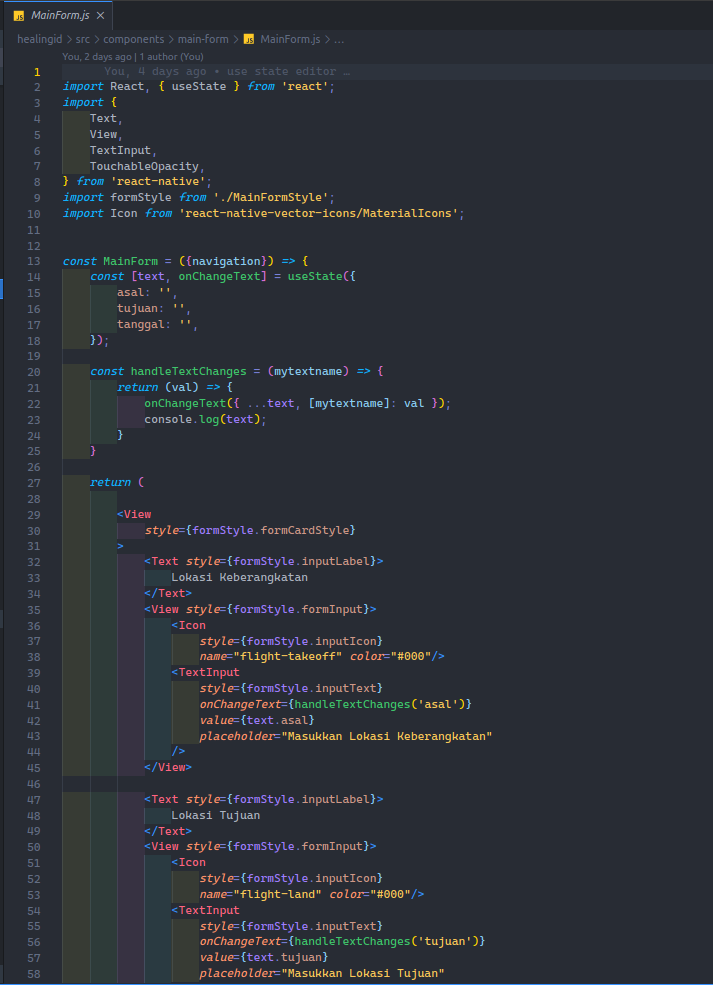 MainForm.js ×
healingid > src > components > main-form > MainForm.js > ...
You, 2 days ago | 1 author (You)
1 You, 4 days ago • use state editor …
2 import React, { useState } from 'react';
3 import {
4 Text,
5 View,
6 TextInput,
7 TouchableOpacity,
8 } from 'react-native';
9 import formStyle from './MainFormStyle';
10 import Icon from 'react-native-vector-icons/MaterialIcons';
11
12
13 const MainForm = ({navigation}) => {
14 const [text, onChangeText] = useState({
15 asal: '',
16 tujuan: '',
17 tanggal: '',
18 });
19
20 const handleTextChanges = (mytextname) => {
21 return (val) => {
22 onChangeText({ ...text, [mytextname]: val });
23 console.log(text);
24 }
25 }
26
27 return (
28
29 <View
30 style={formStyle.formCardStyle}
31 >
32 <Text style={formStyle.inputLabel}>
33 Lokasi Keberangkatan
34 </Text>
35 <View style={formStyle.formInput}>
36 <Icon
37 style={formStyle.inputIcon}
38 name="flight-takeoff" color="#000"/>
39 <TextInput
40 style={formStyle.inputText}
41 onChangeText={handleTextChanges('asal')}
42 value={text.asal}
43 placeholder="Masukkan Lokasi Keberangkatan"
44 />
45 </View>
46
47 <Text style={formStyle.inputLabel}>
48 Lokasi Tujuan
49 </Text>
50 <View style={formStyle.formInput}>
51 <Icon
52 style={formStyle.inputIcon}
53 name="flight-land" color="#000"/>
54 <TextInput
55 style={formStyle.inputText}
56 onChangeText={handleTextChanges('tujuan')}
57 value={text.tujuan}
58 placeholder="Masukkan Lokasi Tujuan"